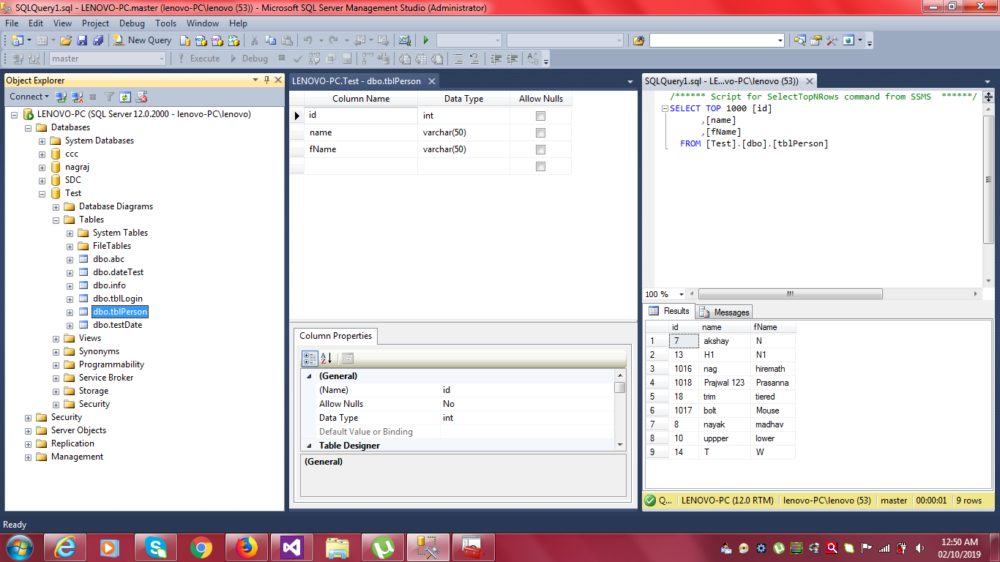 SQLQuery1.sql - LENOVO-PC.master (lenovo-PC\lenovo (53)) - Microsoft SQL Server Management Studio (Administrator)
File Edit View Project Debug Tools Window Help
New Query
master Execute Debug
Object Explorer
Connect
LENOVO-PC (SQL Server 12.0.2000 - lenovo-PC\lenovo)
Databases
System Databases
ccc
nagraj
SDC
Test
Database Diagrams
Tables
System Tables
FileTables
dbo.abc
dbo.dateTest
dbo.info
dbo.tblLogin
dbo.tblPerson
dbo.testDate
Views
Synonyms
Programmability
Service Broker
Storage
Security
Security
Server Objects
Replication
Management
LENOVO-PC.Test - dbo.tblPerson
Column Name Data Type Allow Nulls
id int
name varchar(50)
fName varchar(50)
Column Properties
(General)
(Name) id
Allow Nulls No
Data Type int
Default Value or Binding
Table Designer
(General)
SQLQuery1.sql - LE...vo-PC\lenovo (53))
/****** Script for SelectTopNRows command from SSMS ******/
SELECT TOP 1000 [id]
,[name]
,[fName]
FROM [Test].[dbo].[tblPerson]
100 %
Results Messages
id name fName
1 7 akshay N
2 13 H1 N1
3 1016 nag hiremath
4 1018 Prajwal 123 Prasanna
5 18 trim tiered
6 1017 bolt Mouse
7 8 nayak madhav
8 10 uppper lower
9 14 T W
Q... LENOVO-PC (12.0 RTM) lenovo-PC\lenovo (53) master 00:00:01 9 rows
Ready
12:50 AM
02/10/2019